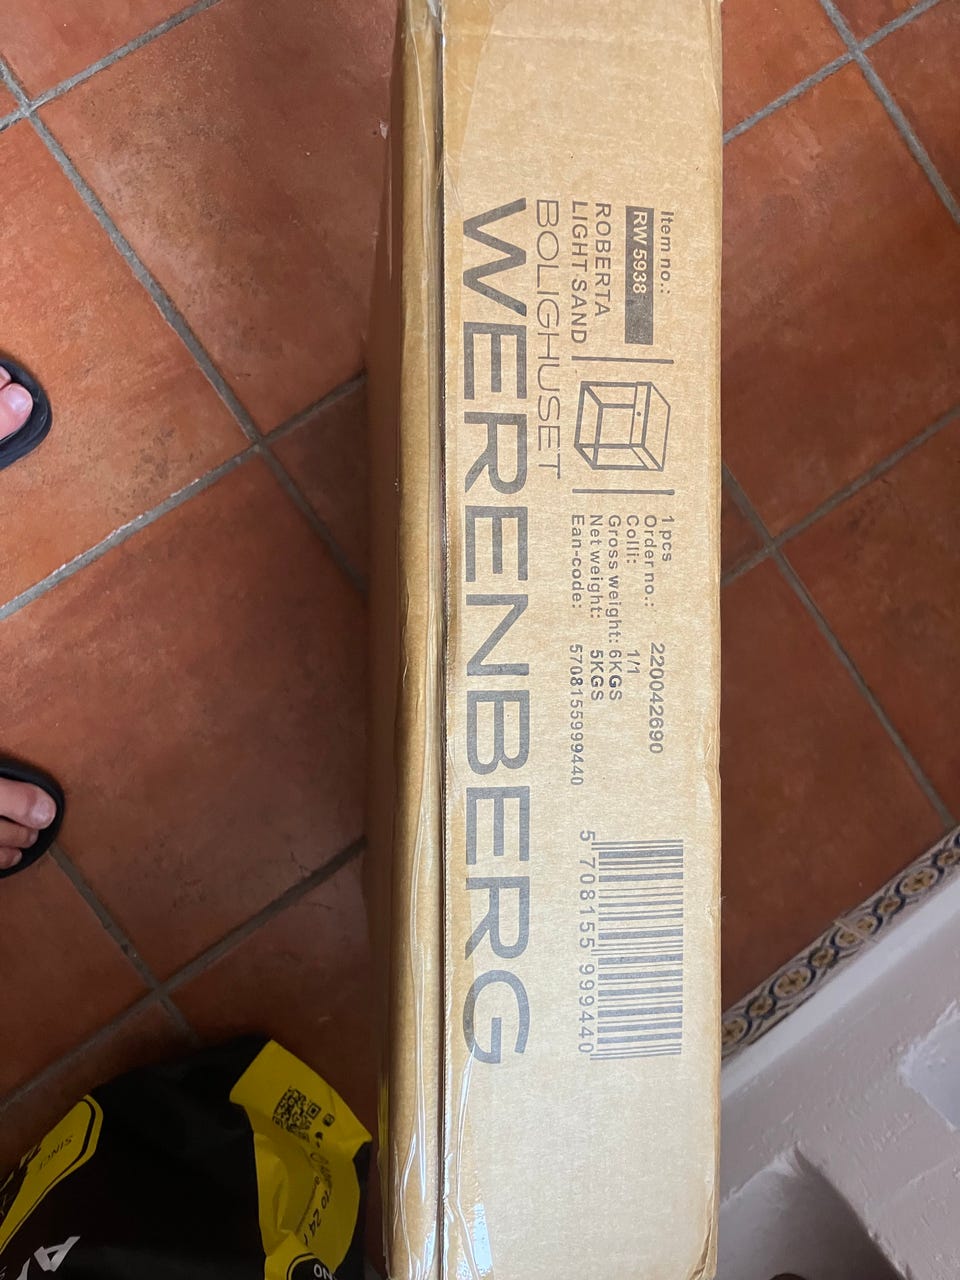 Item no.:
RW 5938
ROBERTA
LIGHT SAND
1 pcs
Order no.: 220042690
Colli: 1/1
Gross weight: 6KGS
Net weight: 5KGS
Ean-code: 5708155999440
5 708155 999440
BOLIGHUSET
WERENBERG
SINCE